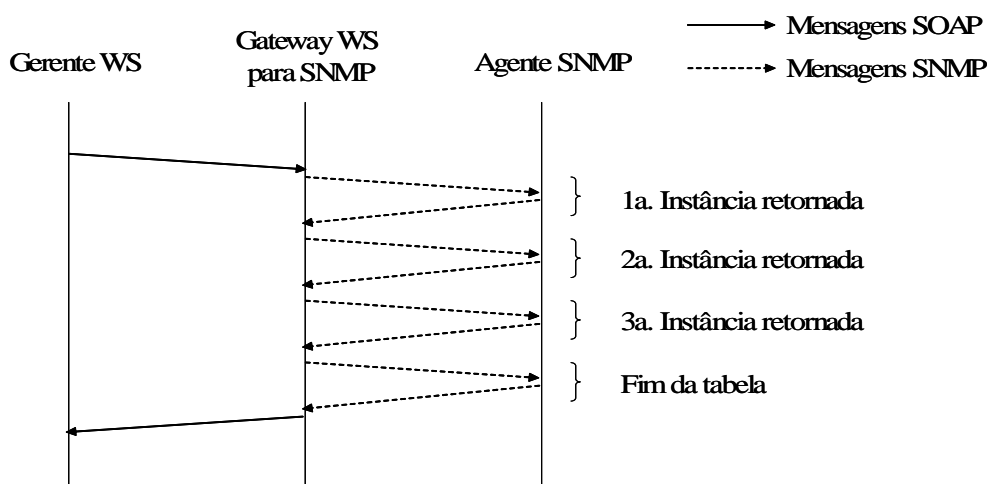 Mensagens SOAP
Gerente WS
Gateway WS
para SNMP
Agente SNMP
Mensagens SNMP
1a. Instância retornada
2a. Instância retornada
3a. Instância retornada
Fim da tabela